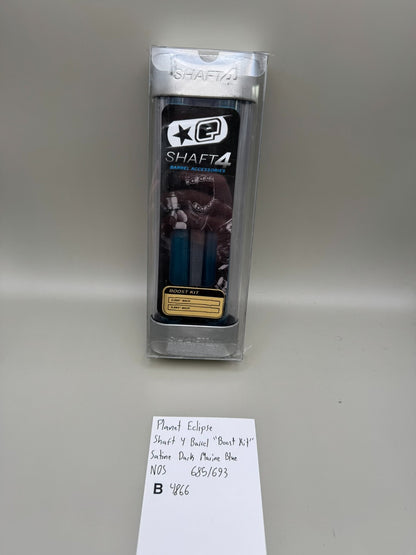 SHAFT4
e
SHAFT4
BARREL ACCESSORIES
BOOST KIT
SHAFT4
Planet Eclipse
Shaft 4 Barrel "Boost Kit"
Satine Dark Marine Blue
NOS 685/693
B 4866